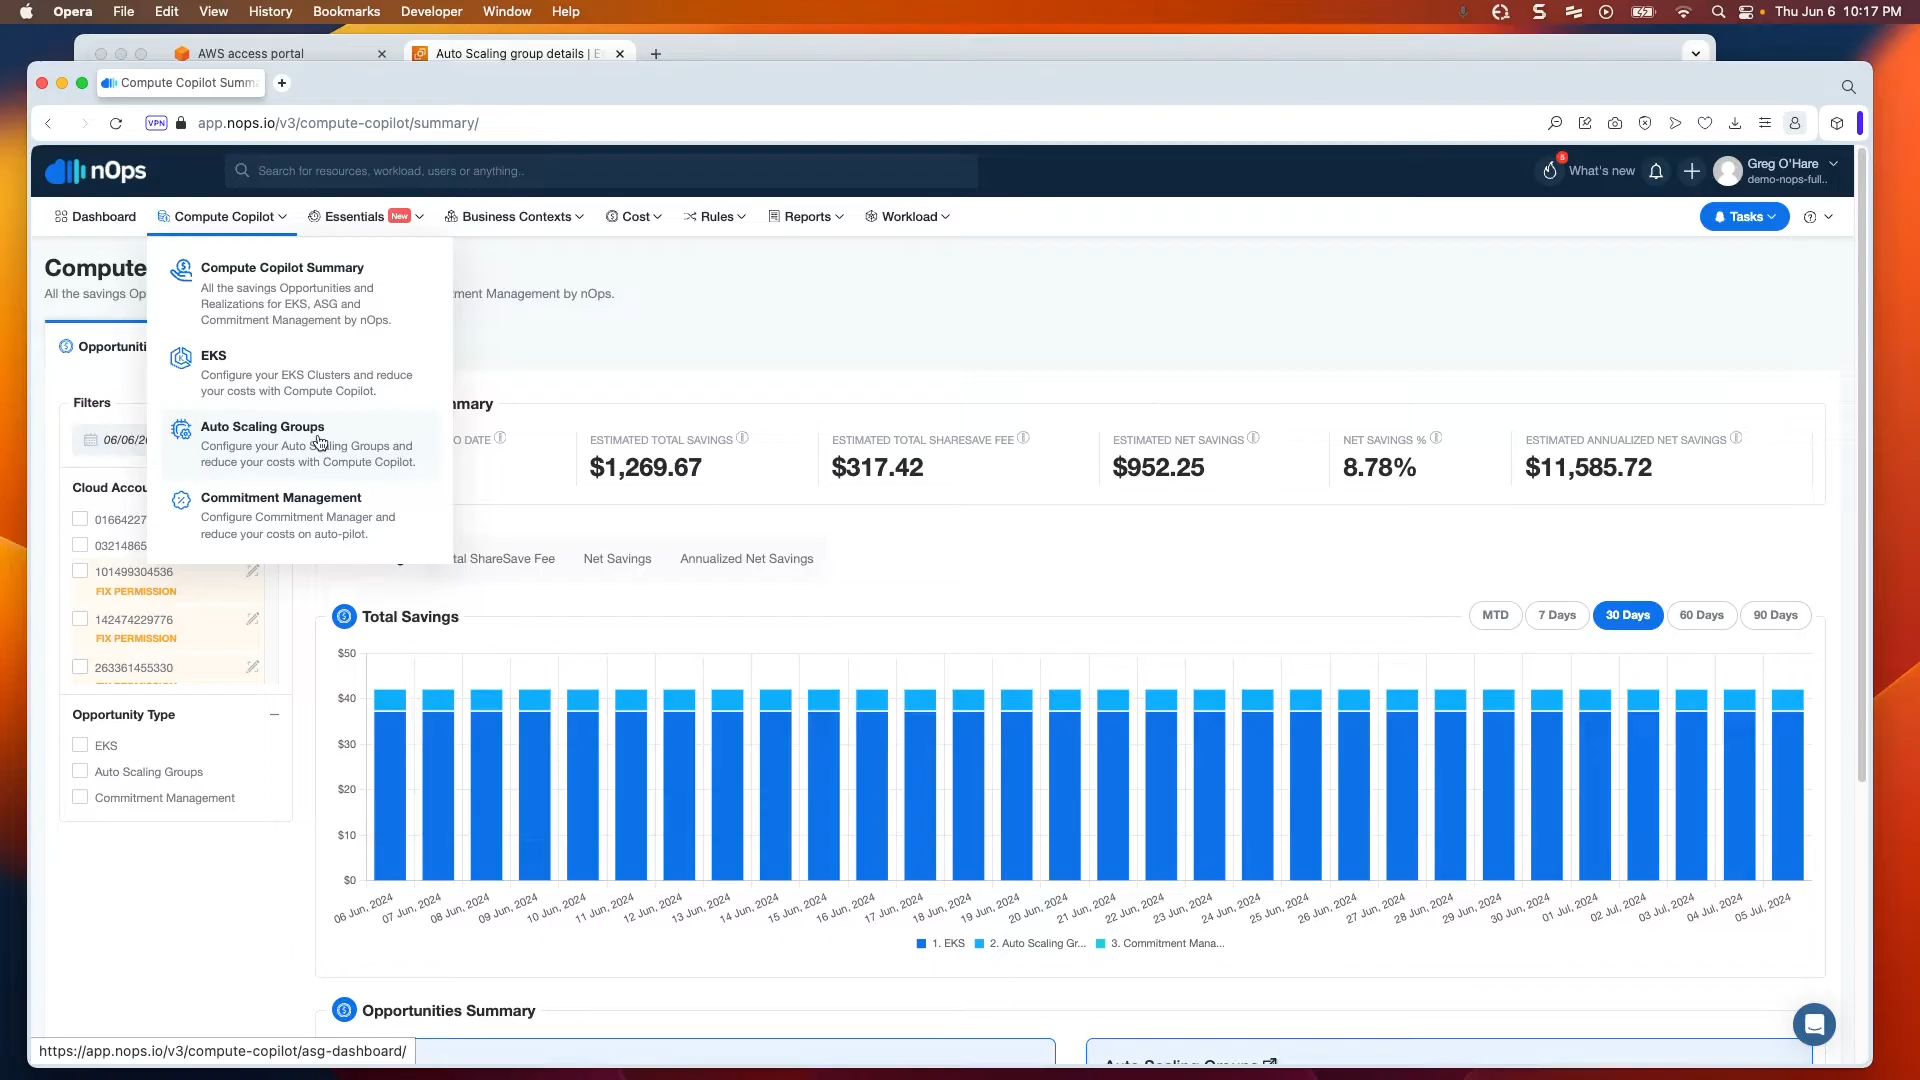 Opera File Edit View History Bookmarks Developer Window Help Thu Jun 6 10:17 PM
AWS access portal Auto Scaling group details | E
Compute Copilot Summa
VPN app.nops.io/v3/compute-copilot/summary/
nOps Search for resources, workload, users or anything.. 5 What's new Greg O'Hare
demo-nops-full..
Dashboard Compute Copilot Essentials New Business Contexts Cost Rules Reports Workload Tasks
Compute
All the savings Op
tment Management by nOps.
Compute Copilot Summary
All the savings Opportunities and
Realizations for EKS, ASG and
Commitment Management by nOps.
EKS
Configure your EKS Clusters and reduce
your costs with Compute Copilot.
Auto Scaling Groups
Configure your Auto Scaling Groups and
reduce your costs with Compute Copilot.
Commitment Management
Configure Commitment Manager and
reduce your costs on auto-pilot.
Opportuniti
Filters
06/06/20
Cloud Accou
01664227
03214865
101499304536
FIX PERMISSION
142474229776
FIX PERMISSION
263361455330
Opportunity Type
EKS
Auto Scaling Groups
Commitment Management
mmary
O DATE
ESTIMATED TOTAL SAVINGS
$1,269.67
ESTIMATED TOTAL SHARESAVE FEE
$317.42
ESTIMATED NET SAVINGS
$952.25
NET SAVINGS %
8.78%
ESTIMATED ANNUALIZED NET SAVINGS
$11,585.72
tal ShareSave Fee Net Savings Annualized Net Savings
Total Savings
MTD 7 Days 30 Days 60 Days 90 Days
$50
$40
$30
$20
$10
$0
06 Jun, 2024 07 Jun, 2024 08 Jun, 2024 09 Jun, 2024 10 Jun, 2024 11 Jun, 2024 12 Jun, 2024 13 Jun, 2024 14 Jun, 2024 15 Jun, 2024 16 Jun, 2024 17 Jun, 2024 18 Jun, 2024 19 Jun, 2024 20 Jun, 2024 21 Jun, 2024 22 Jun, 2024 23 Jun, 2024 24 Jun, 2024 25 Jun, 2024 26 Jun, 2024 27 Jun, 2024 28 Jun, 2024 29 Jun, 2024 30 Jun, 2024 01 Jul, 2024 02 Jul, 2024 03 Jul, 2024 04 Jul, 2024 05 Jul, 2024
1. EKS 2. Auto Scaling Gr... 3. Commitment Mana...
Opportunities Summary
Auto Scaling Groups
https://app.nops.io/v3/compute-copilot/asg-dashboard/